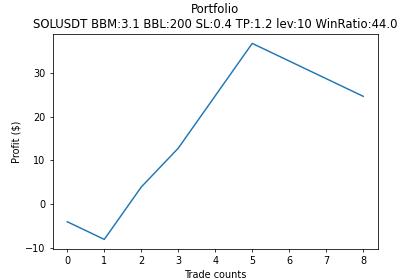 Portfolio
SOLUSDT BBM:3.1 BBL:200 SL:0.4 TP:1.2 lev:10 WinRatio:44.0
30
20
10
0
−10
Profit ($)
0 1 2 3 4 5 6 7 8
Trade counts